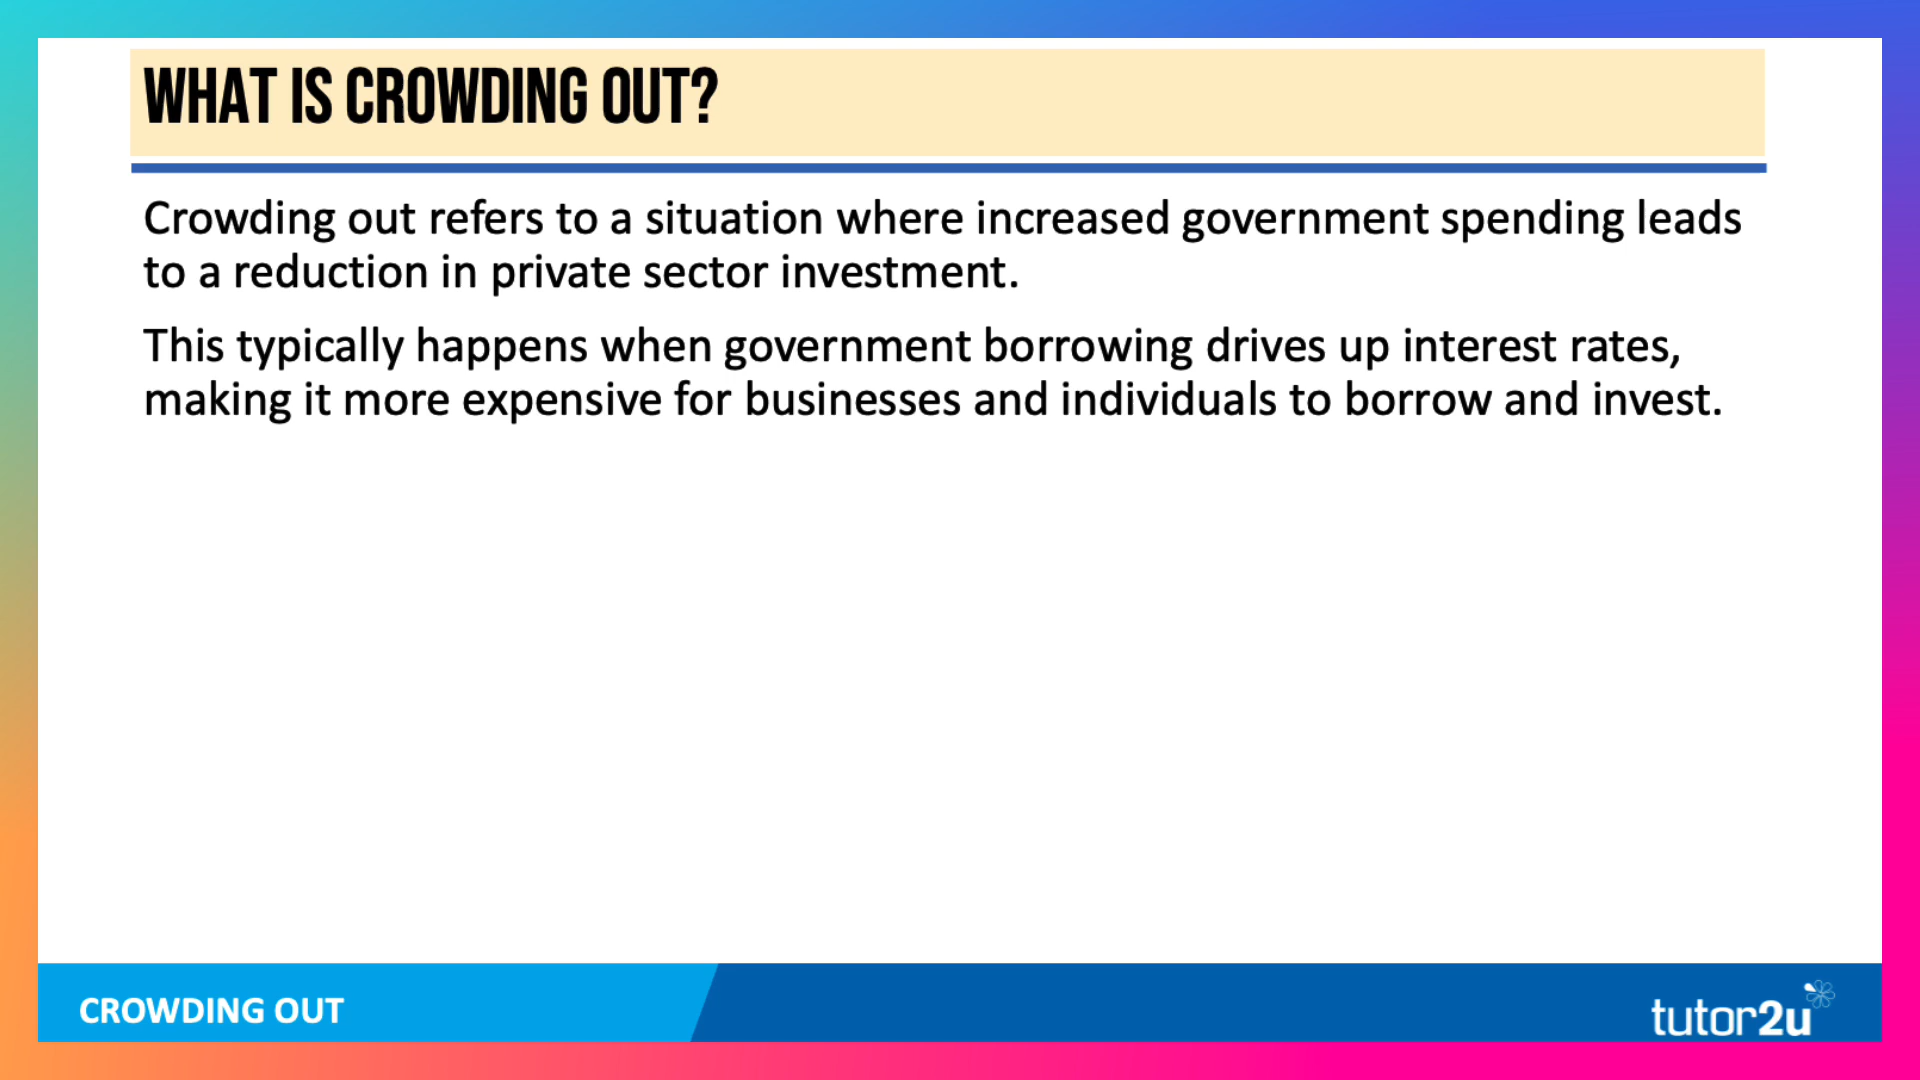 WHAT IS CROWDING OUT?
Crowding out refers to a situation where increased government spending leads
to a reduction in private sector investment.
This typically happens when government borrowing drives up interest rates,
making it more expensive for businesses and individuals to borrow and invest.
CROWDING OUT
tutor2u